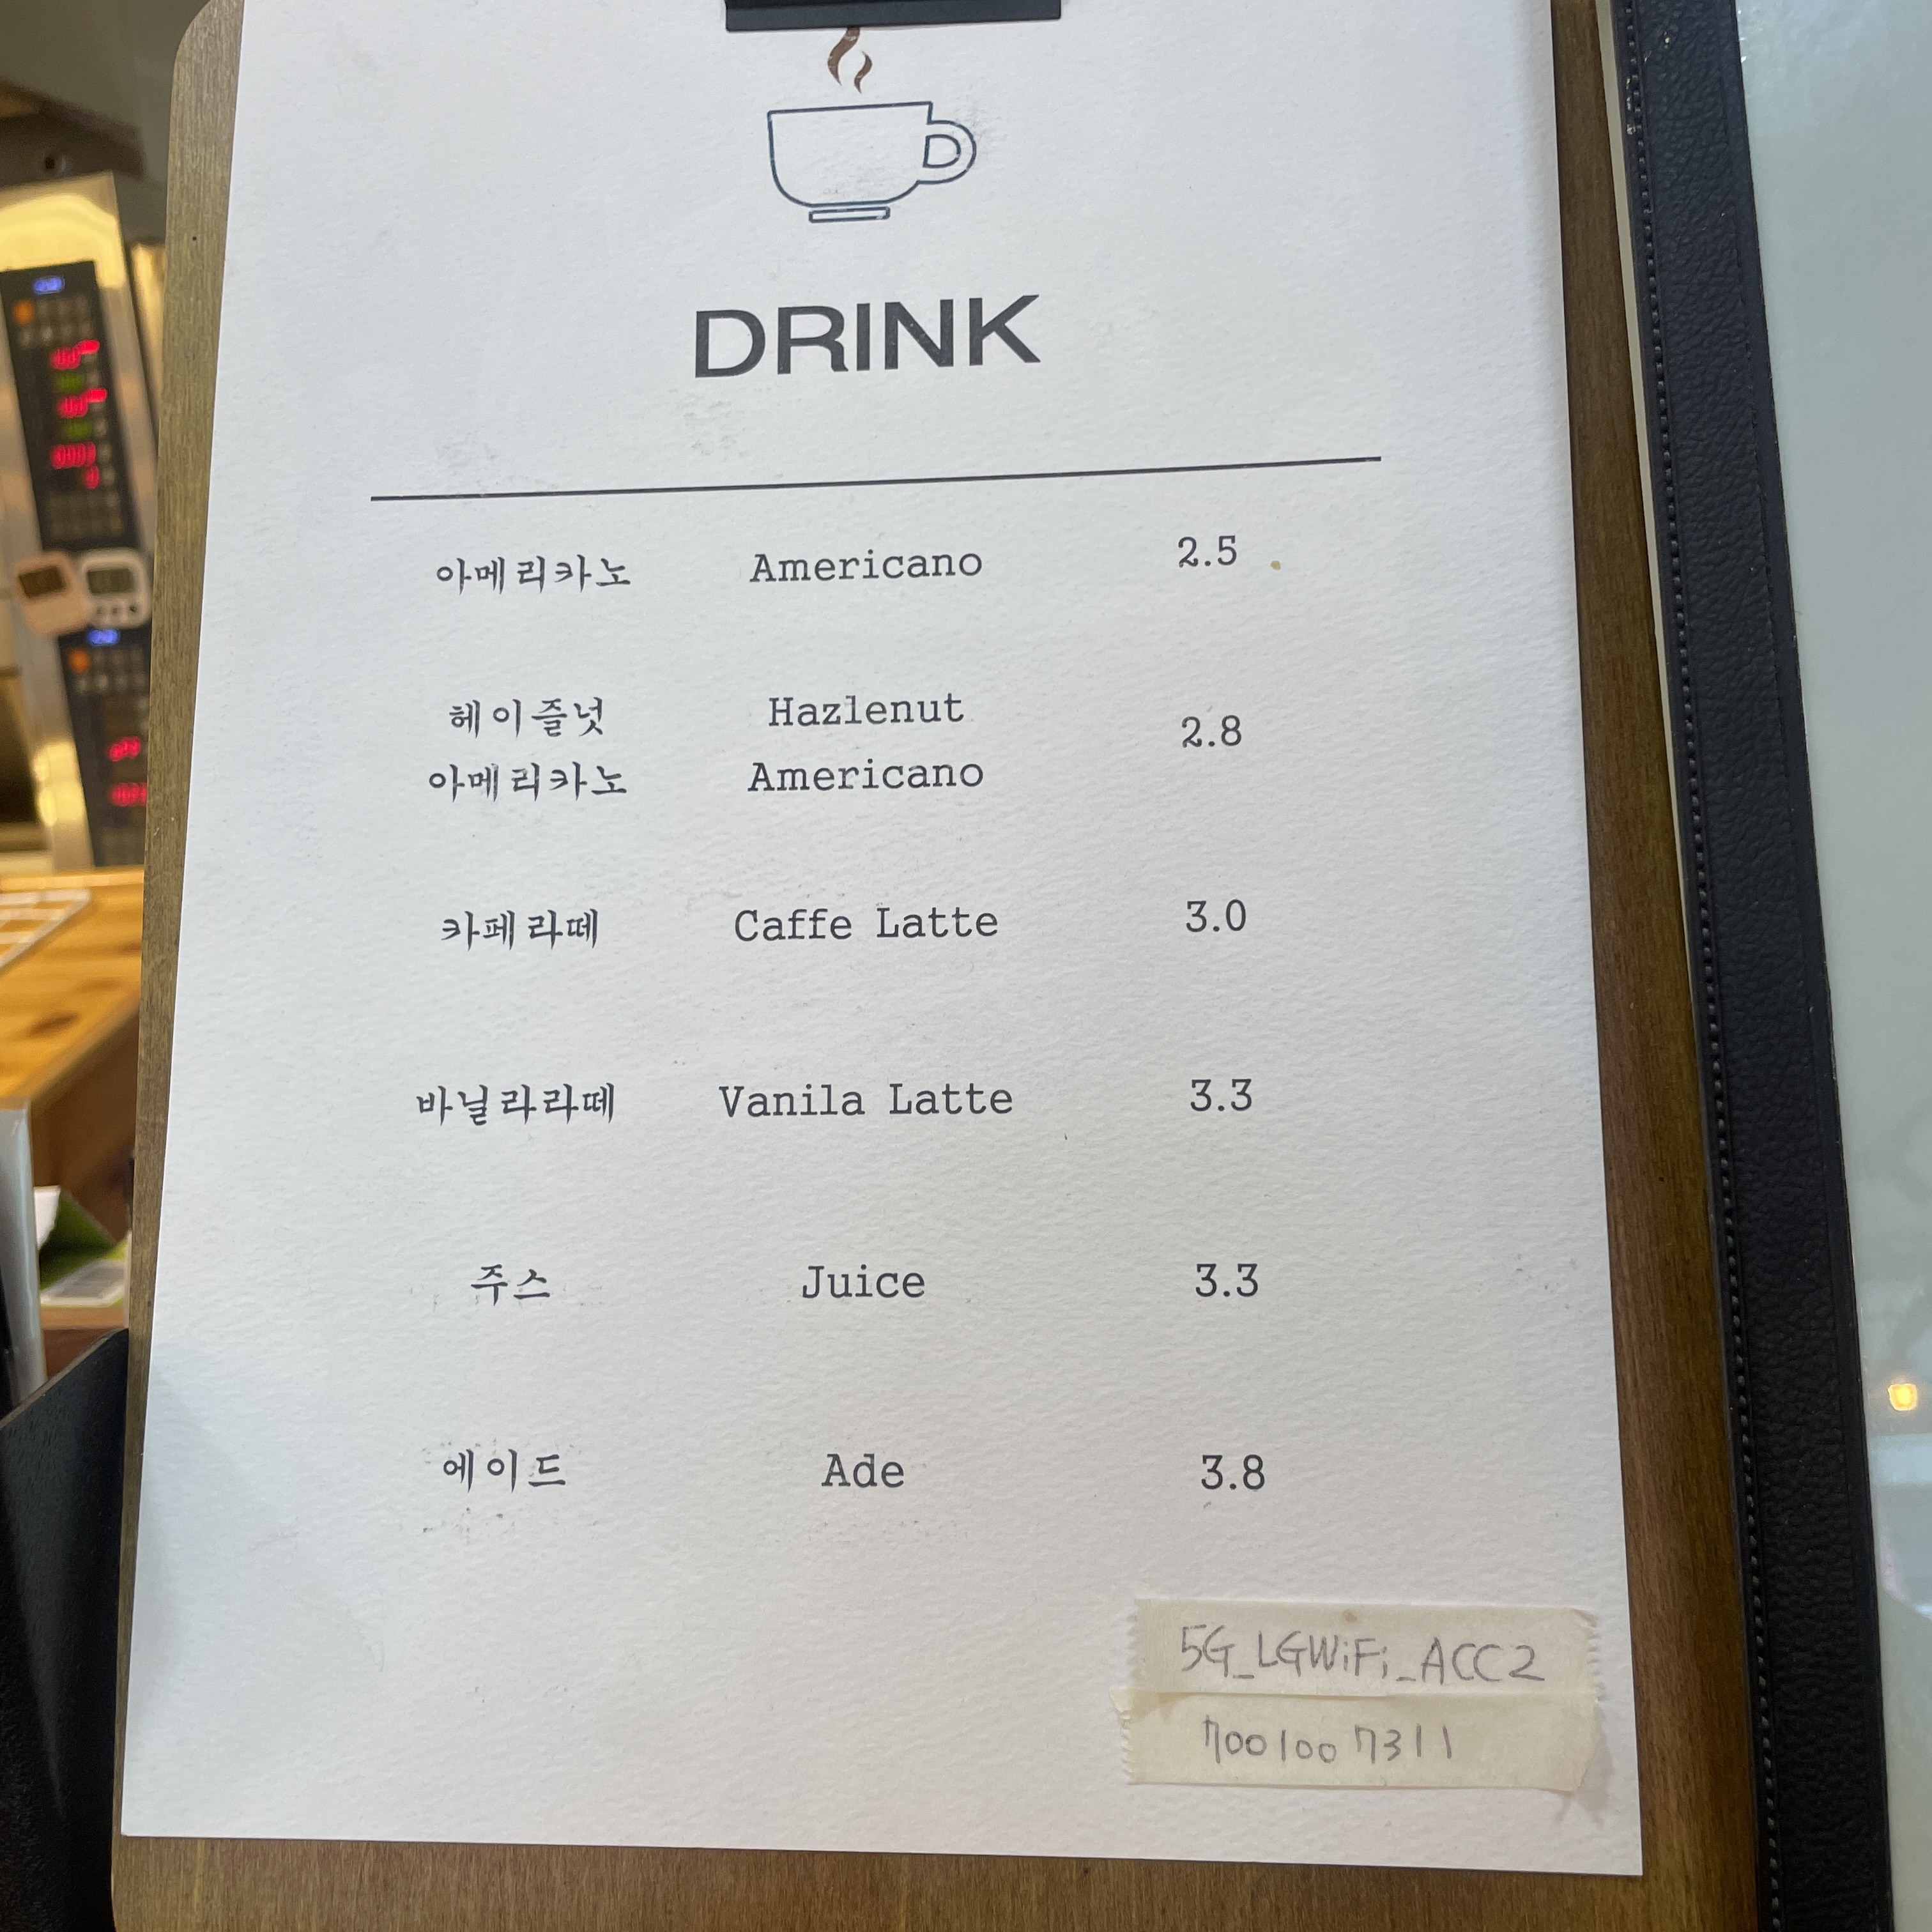 DRINK
아메리카노 Americano 2.5
헤이즐넛 Hazlenut
아메리카노 Americano 2.8
카페라떼 Caffe Latte 3.0
바닐라라떼 Vanila Latte 3.3
주스 Juice 3.3
에이드 Ade 3.8
5G_LGWiFi_ACC2
7001007311